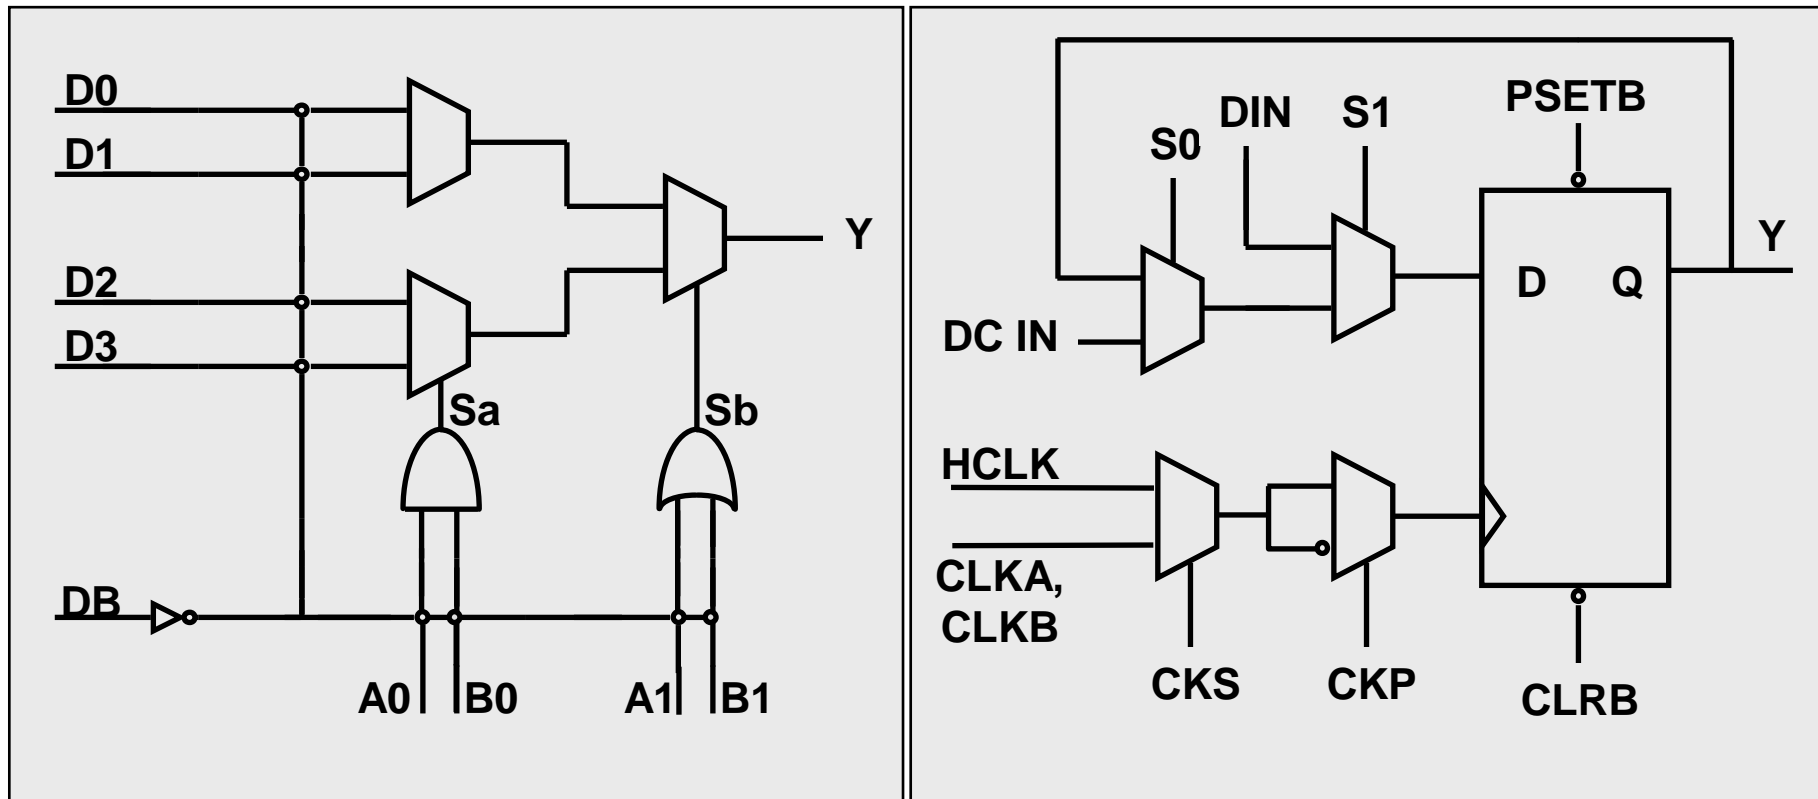 D0
D1
D2
D3
Y
Sa
Sb
DB
A0
B0
A1
B1
PSETB
DIN
S1
S0
Y
D
Q
DC IN
HCLK
CLKA,
CLKB
CKS
CKP
CLRB